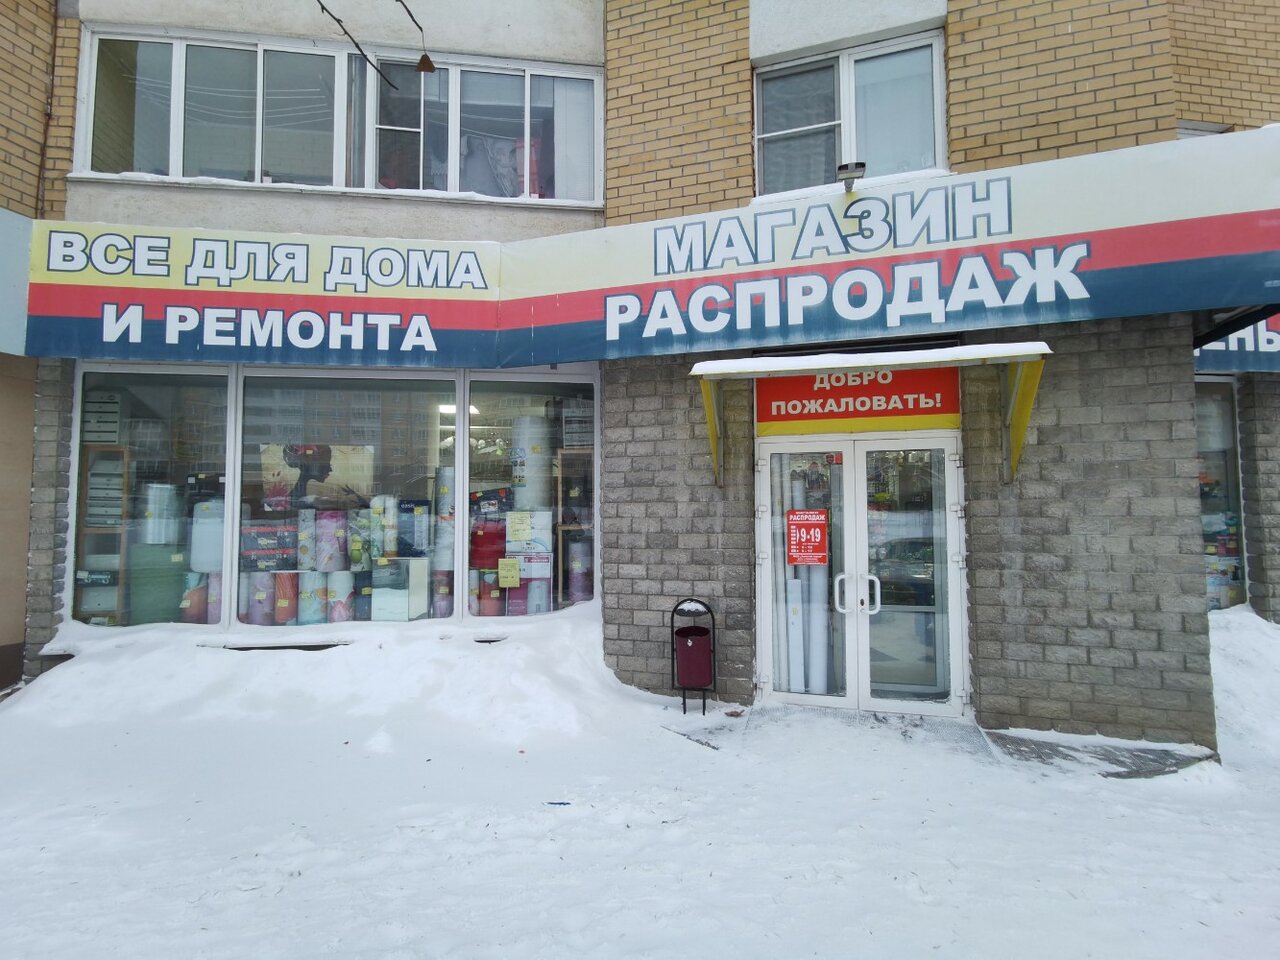 ВСЕ ДЛЯ ДОМА
И РЕМОНТА
МАГАЗИН
РАСПРОДАЖ
ДОБРО
ПОЖАЛОВАТЬ!
РАСПРОДАЖ
9-19